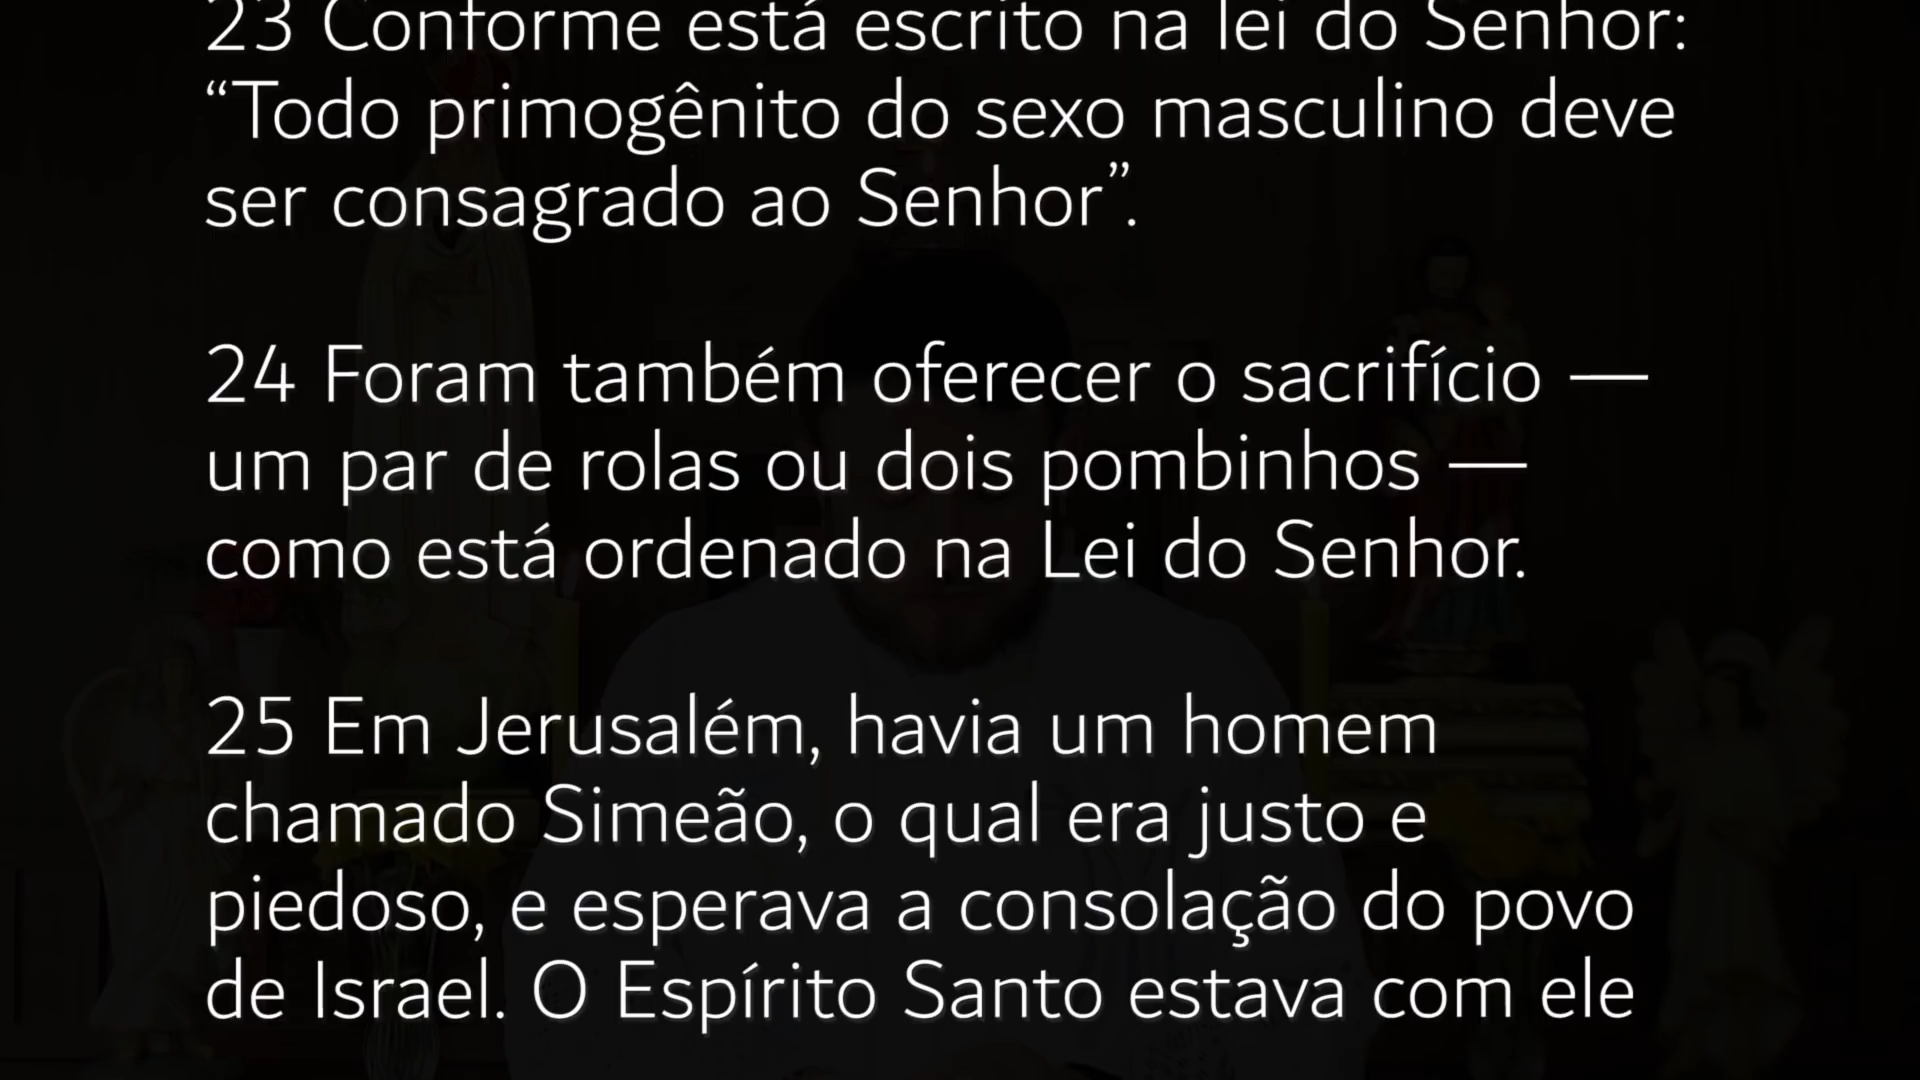 23 Conforme está escrito na lei do Senhor:
“Todo primogênito do sexo masculino deve
ser consagrado ao Senhor”.
24 Foram também oferecer o sacrifício —
um par de rolas ou dois pombinhos —
como está ordenado na Lei do Senhor.
25 Em Jerusalém, havia um homem
chamado Simeão, o qual era justo e
piedoso, e esperava a consolação do povo
de Israel. O Espírito Santo estava com ele